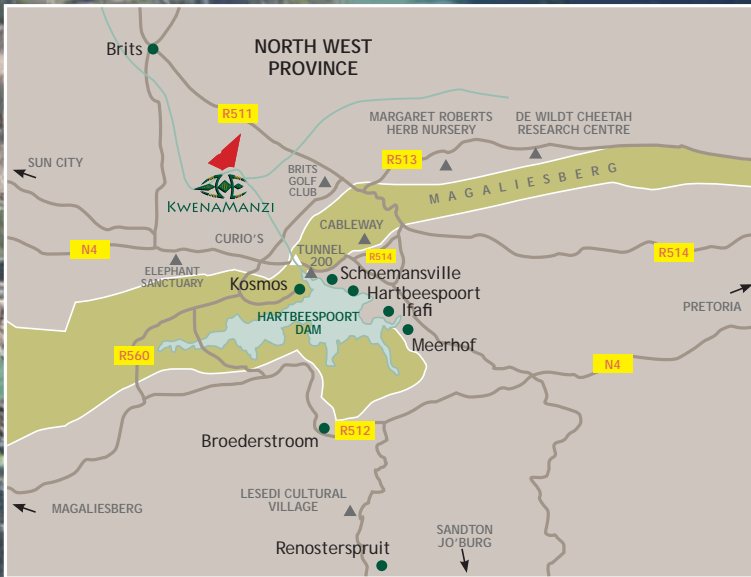 NORTH WEST
PROVINCE
Brits
R511
MARGARET ROBERTS
HERB NURSERY
DE WILDT CHEETAH
RESEARCH CENTRE
SUN CITY
R513
BRITS
GOLF
CLUB
KWENAMANZI
MAGALIESBERG
CABLEWAY
CURIO'S
N4
TUNNEL
200
R514
R514
ELEPHANT
SANCTUARY
Schoemansville
Kosmos
Hartbeespoort
Ifafi
PRETORIA
HARTBEESPOORT
DAM
Meerhof
R560
N4
Broederstroom
R512
MAGALIESBERG
LESEDI CULTURAL
VILLAGE
SANDTON
JO'BURG
Renosterspruit